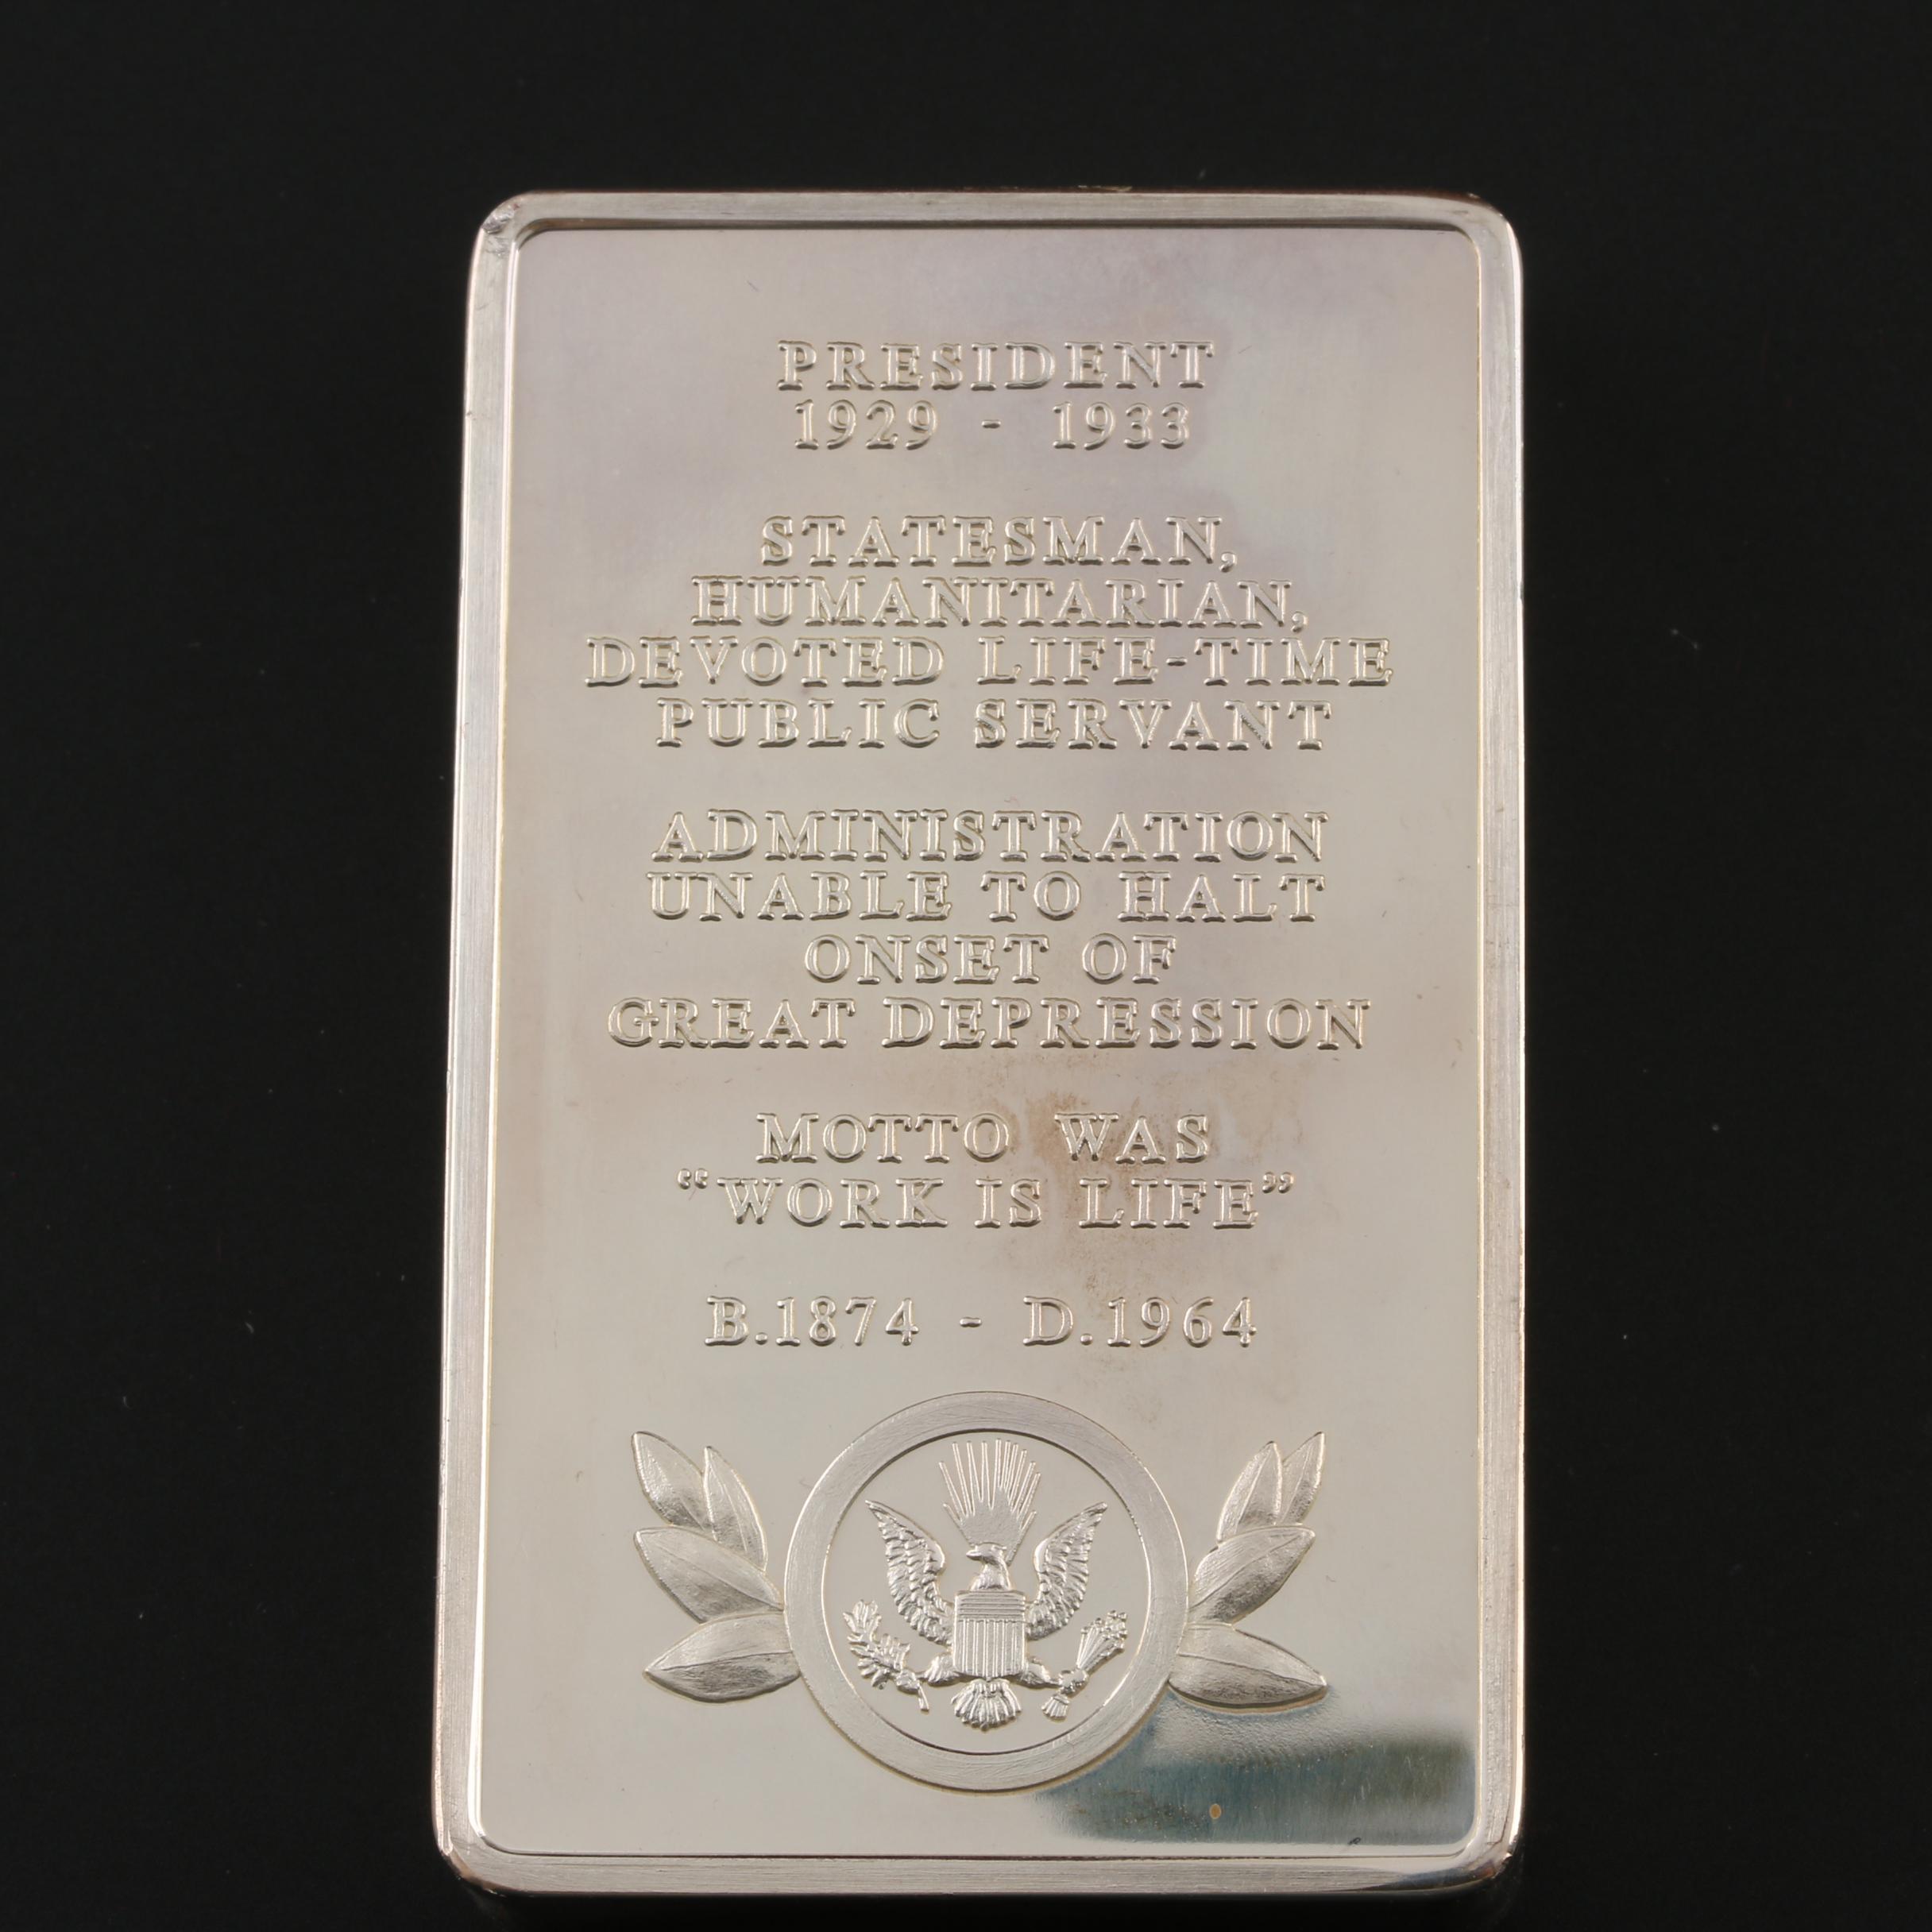 PRESIDENT
1929 - 1933
STATESMAN,
HUMANITARIAN,
DEVOTED LIFE-TIME
PUBLIC SERVANT
ADMINISTRATION
UNABLE TO HALT
ONSET OF
GREAT DEPRESSION
MOTTO WAS
“WORK IS LIFE”
B.1874 - D.1964